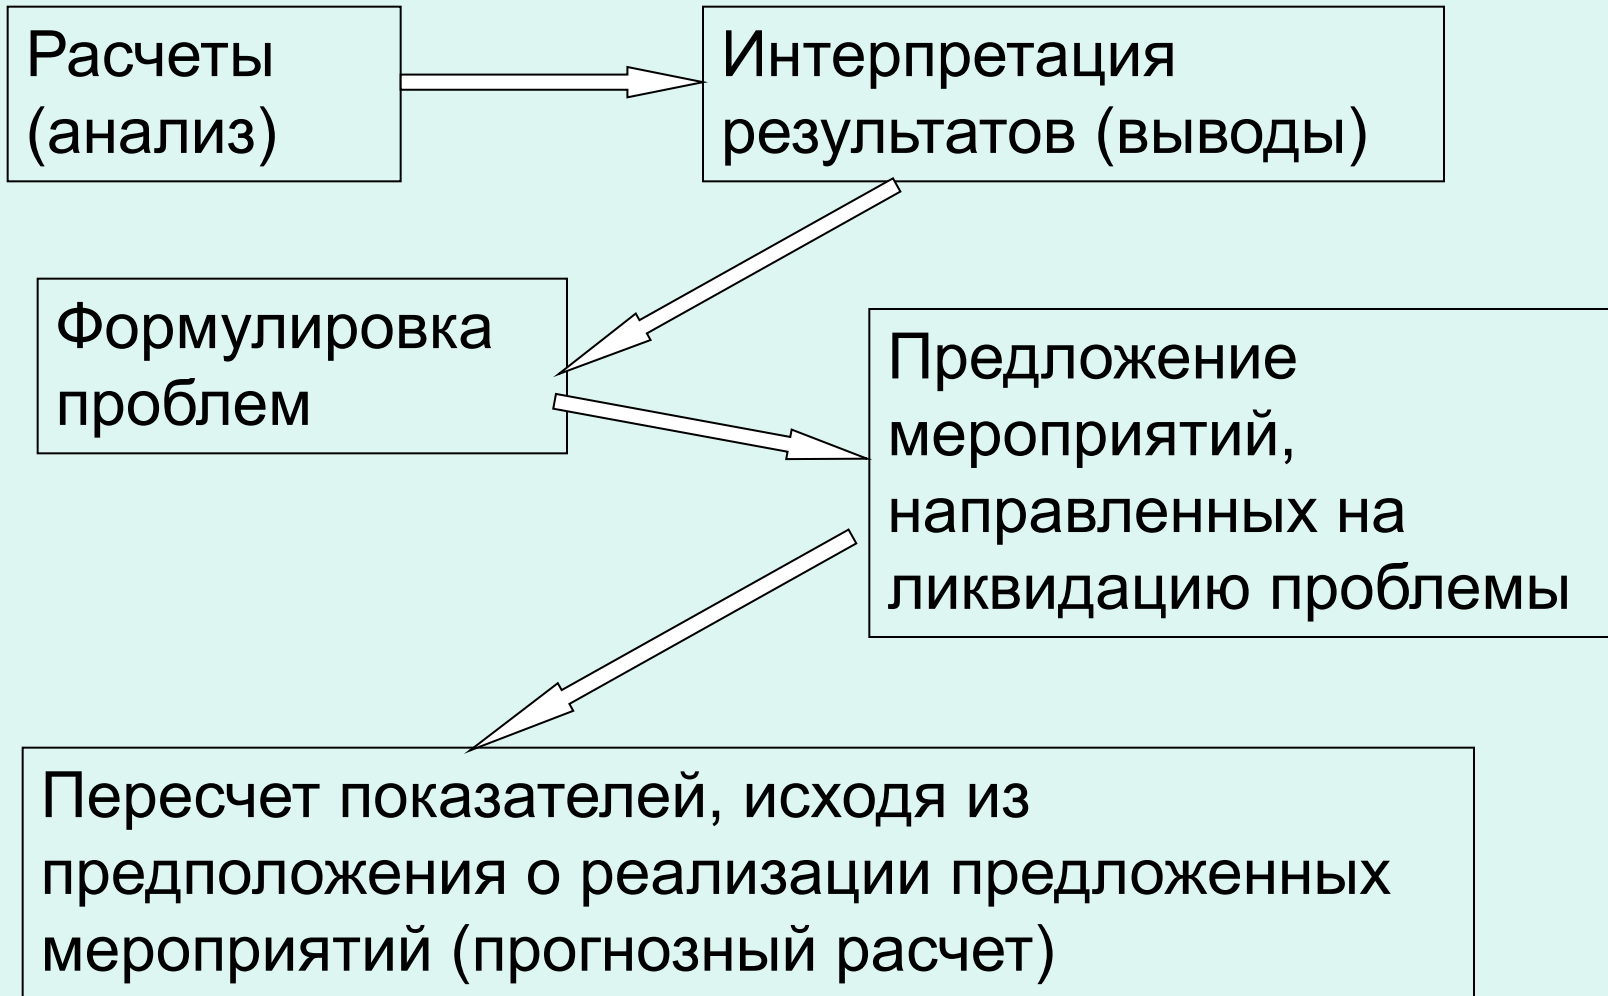 Расчеты
(анализ)
Интерпретация
результатов (выводы)
Формулировка
проблем
Предложение
мероприятий,
направленных на
ликвидацию проблемы
Пересчет показателей, исходя из
предположения о реализации предложенных
мероприятий (прогнозный расчет)